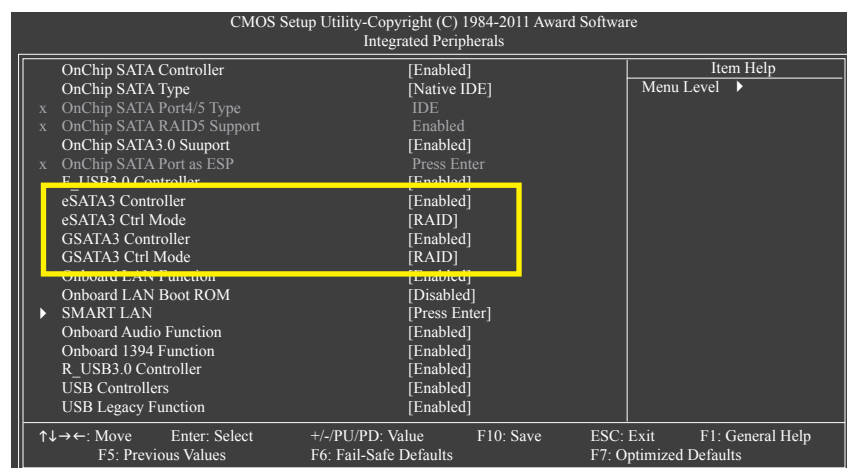 CMOS Setup Utility-Copyright (C) 1984-2011 Award Software
Integrated Peripherals
OnChip SATA Controller [Enabled]
OnChip SATA Type [Native IDE]
x OnChip SATA Port4/5 Type IDE
x OnChip SATA RAID5 Support Enabled
OnChip SATA3.0 Suuport [Enabled]
x OnChip SATA Port as ESP Press Enter
F_USB3.0 Controller [Enabled]
eSATA3 Controller [Enabled]
eSATA3 Ctrl Mode [RAID]
GSATA3 Controller [Enabled]
GSATA3 Ctrl Mode [RAID]
Onboard LAN Function [Enabled]
Onboard LAN Boot ROM [Disabled]
SMART LAN [Press Enter]
Onboard Audio Function [Enabled]
Onboard 1394 Function [Enabled]
R_USB3.0 Controller [Enabled]
USB Controllers [Enabled]
USB Legacy Function [Enabled]
Item Help
Menu Level
↑↓→←: Move Enter: Select +/-/PU/PD: Value F10: Save ESC: Exit F1: General Help
F5: Previous Values F6: Fail-Safe Defaults F7: Optimized Defaults